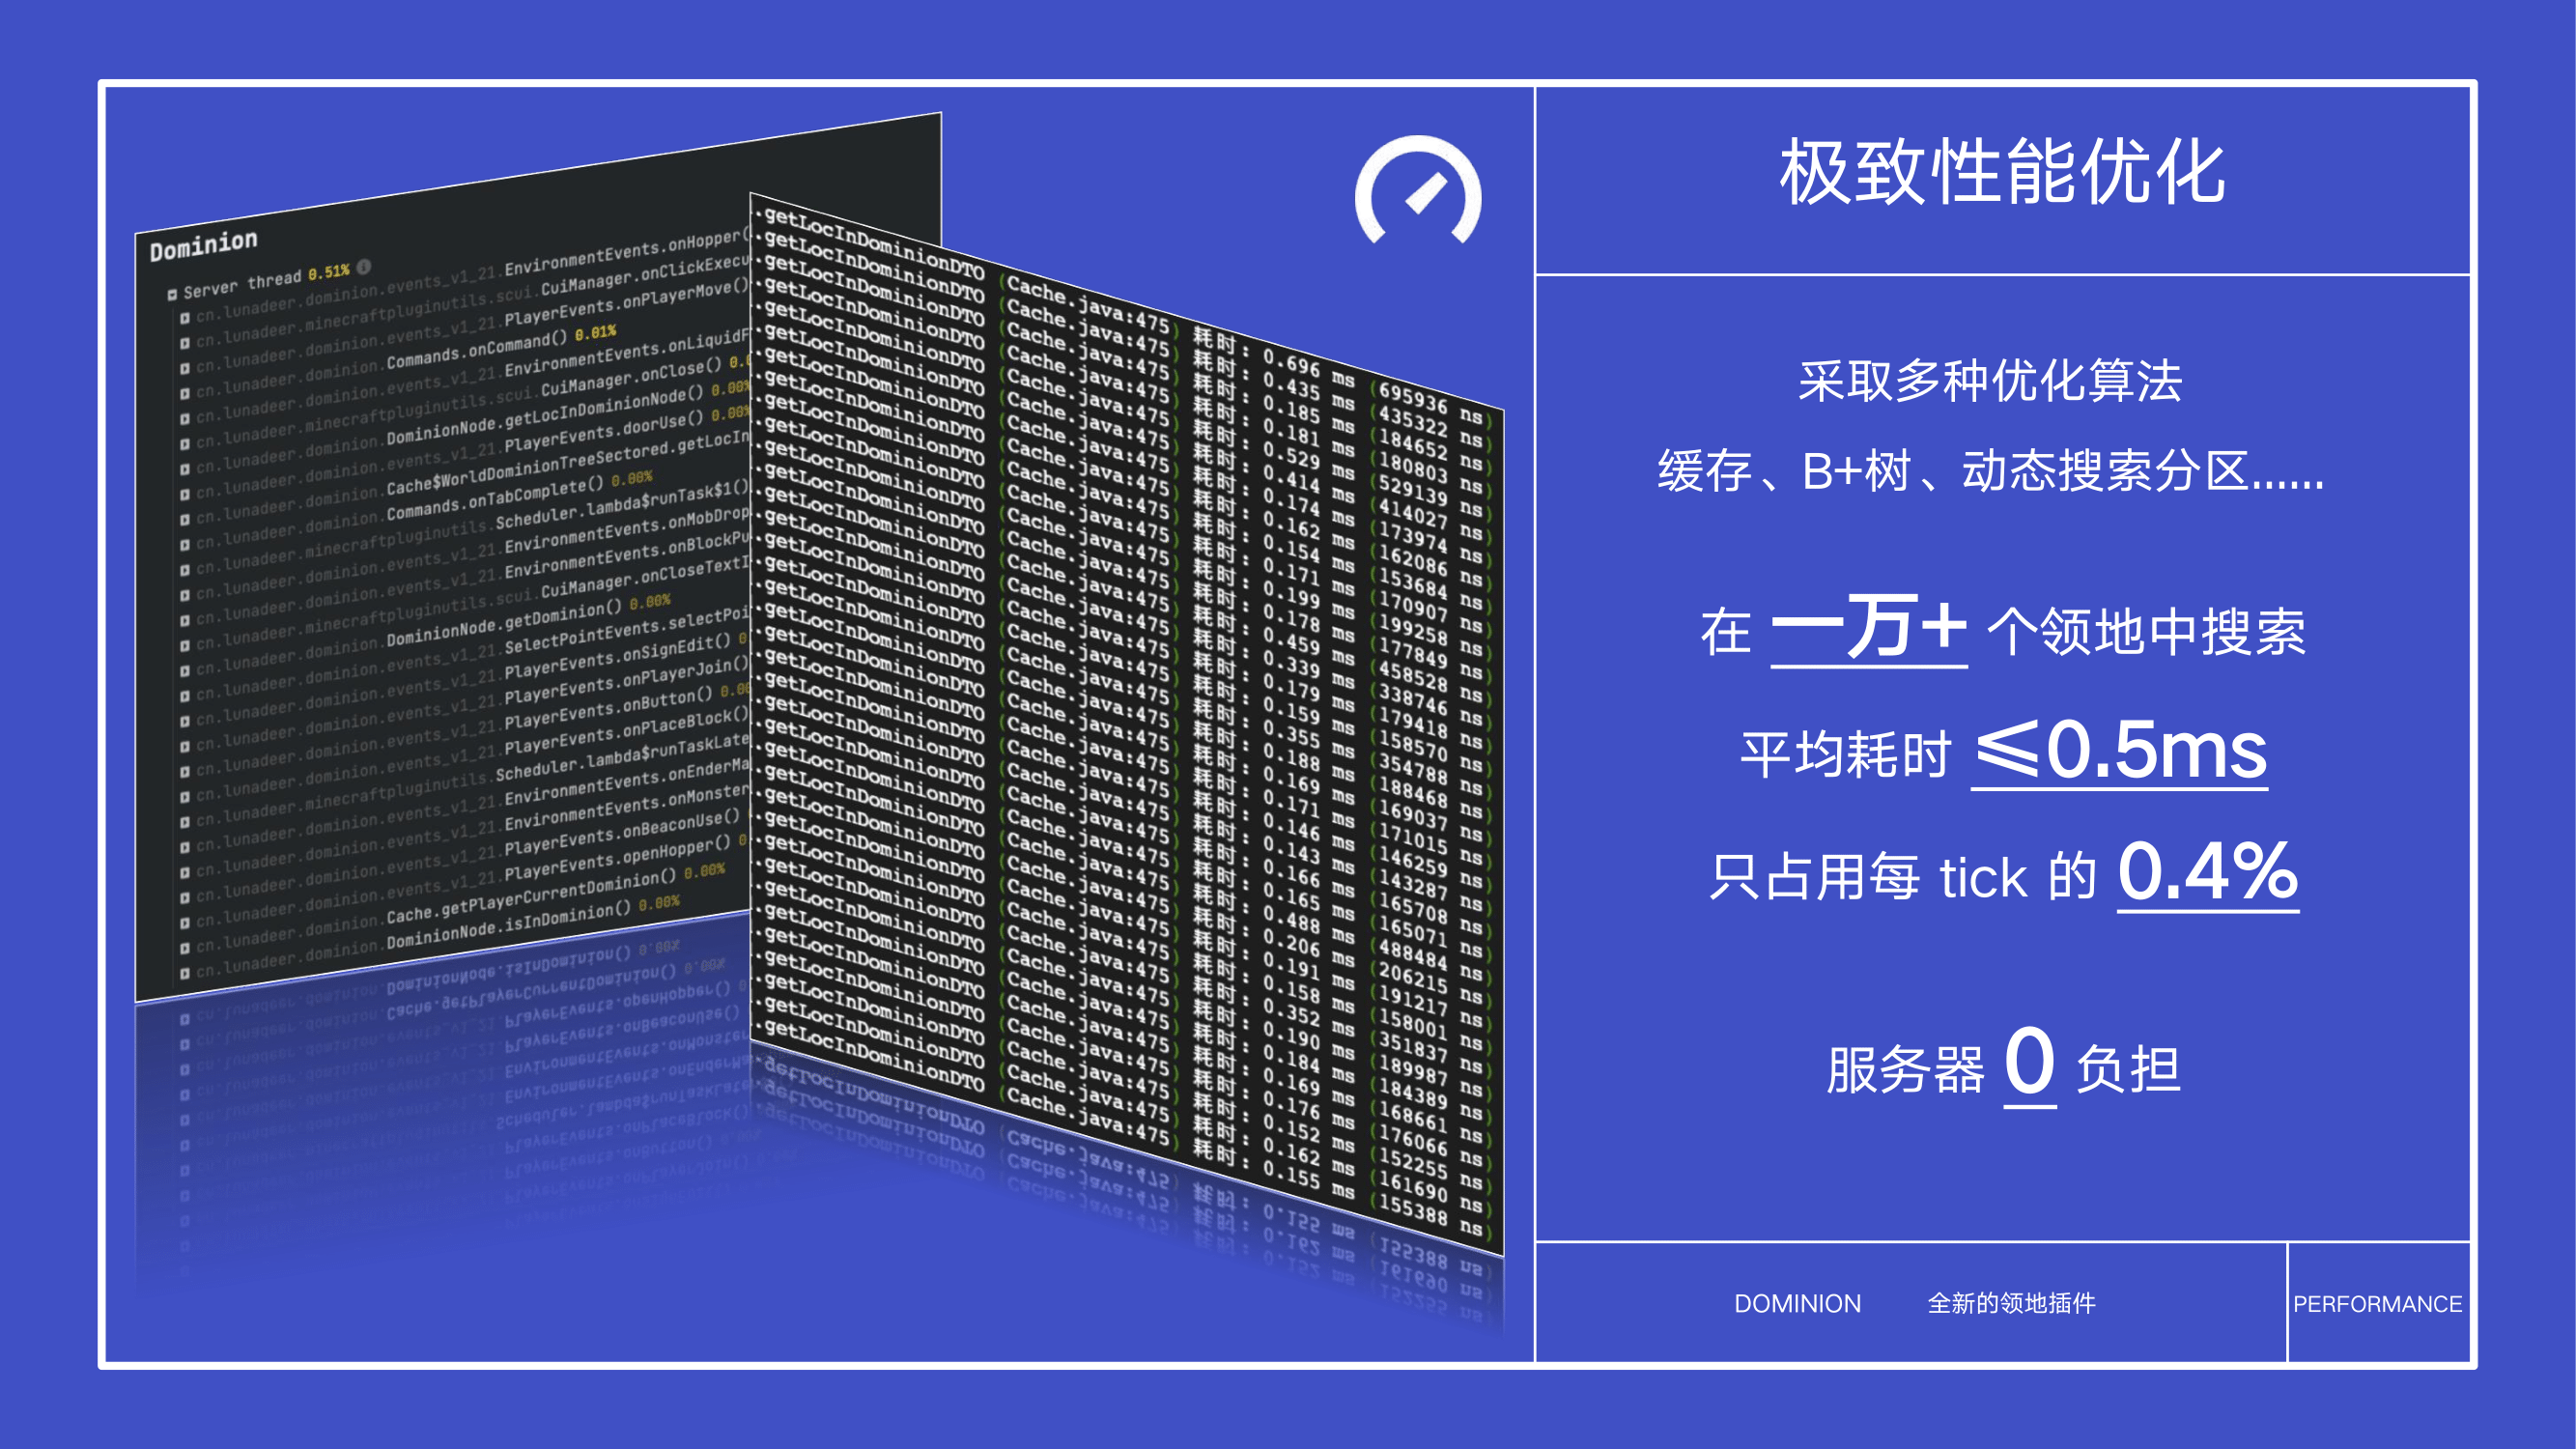 Dominion
Server thread 0.51%
cn.lunadeer.dominion.events_v1_21.EnvironmentEvents.onHopper(
cn.lunadeer.minecraftpluginutils.scui.CuiManager.onClickExecu
cn.lunadeer.dominion.events_v1_21.PlayerEvents.onPlayerMove()
cn.lunadeer.dominion.Commands.onCommand() 0.01%
cn.lunadeer.dominion.events_v1_21.EnvironmentEvents.onLiquidF
cn.lunadeer.minecraftpluginutils.scui.CuiManager.onClose() 0.0
cn.lunadeer.dominion.DominionNode.getLocInDominionNode() 0.00%
cn.lunadeer.dominion.events_v1_21.PlayerEvents.doorUse() 0.00%
cn.lunadeer.dominion.Cache$WorldDominionTreeSectored.getLocIn
cn.lunadeer.dominion.Commands.onTabComplete() 0.00%
cn.lunadeer.minecraftpluginutils.Scheduler.lambda$runTask$1()
cn.lunadeer.dominion.events_v1_21.EnvironmentEvents.onMobDrop
cn.lunadeer.dominion.events_v1_21.EnvironmentEvents.onBlockPu
cn.lunadeer.minecraftpluginutils.scui.CuiManager.onCloseTextI
cn.lunadeer.dominion.DominionNode.getDominion() 0.00%
cn.lunadeer.dominion.events_v1_21.SelectPointEvents.selectPoi
cn.lunadeer.dominion.events_v1_21.PlayerEvents.onSignEdit() 0
cn.lunadeer.dominion.events_v1_21.PlayerEvents.onPlayerJoin()
cn.lunadeer.dominion.events_v1_21.PlayerEvents.onButton() 0.00
cn.lunadeer.dominion.events_v1_21.PlayerEvents.onPlaceBlock()
cn.lunadeer.minecraftpluginutils.Scheduler.lambda$runTaskLate
cn.lunadeer.dominion.events_v1_21.EnvironmentEvents.onEnderMa
cn.lunadeer.dominion.events_v1_21.EnvironmentEvents.onMonster
cn.lunadeer.dominion.events_v1_21.PlayerEvents.onBeaconUse()
cn.lunadeer.dominion.events_v1_21.PlayerEvents.openHopper() 0
cn.lunadeer.dominion.Cache.getPlayerCurrentDominion() 0.00%
cn.lunadeer.dominion.DominionNode.isInDominion() 0.00%
.getLocInDominionDTO (Cache.java:475) 耗时: 0.696 ms (695936 ns)
.getLocInDominionDTO (Cache.java:475) 耗时: 0.435 ms (435322 ns)
.getLocInDominionDTO (Cache.java:475) 耗时: 0.185 ms (184652 ns)
.getLocInDominionDTO (Cache.java:475) 耗时: 0.181 ms (180803 ns)
.getLocInDominionDTO (Cache.java:475) 耗时: 0.529 ms (529139 ns)
.getLocInDominionDTO (Cache.java:475) 耗时: 0.414 ms (414027 ns)
.getLocInDominionDTO (Cache.java:475) 耗时: 0.174 ms (173974 ns)
.getLocInDominionDTO (Cache.java:475) 耗时: 0.162 ms (162086 ns)
.getLocInDominionDTO (Cache.java:475) 耗时: 0.154 ms (153684 ns)
.getLocInDominionDTO (Cache.java:475) 耗时: 0.171 ms (170907 ns)
.getLocInDominionDTO (Cache.java:475) 耗时: 0.199 ms (199258 ns)
.getLocInDominionDTO (Cache.java:475) 耗时: 0.178 ms (177849 ns)
.getLocInDominionDTO (Cache.java:475) 耗时: 0.459 ms (458528 ns)
.getLocInDominionDTO (Cache.java:475) 耗时: 0.339 ms (338746 ns)
.getLocInDominionDTO (Cache.java:475) 耗时: 0.179 ms (179418 ns)
.getLocInDominionDTO (Cache.java:475) 耗时: 0.159 ms (158570 ns)
.getLocInDominionDTO (Cache.java:475) 耗时: 0.355 ms (354788 ns)
.getLocInDominionDTO (Cache.java:475) 耗时: 0.188 ms (188468 ns)
.getLocInDominionDTO (Cache.java:475) 耗时: 0.169 ms (169037 ns)
.getLocInDominionDTO (Cache.java:475) 耗时: 0.171 ms (171015 ns)
.getLocInDominionDTO (Cache.java:475) 耗时: 0.146 ms (146259 ns)
.getLocInDominionDTO (Cache.java:475) 耗时: 0.143 ms (143287 ns)
.getLocInDominionDTO (Cache.java:475) 耗时: 0.166 ms (165708 ns)
.getLocInDominionDTO (Cache.java:475) 耗时: 0.165 ms (165071 ns)
.getLocInDominionDTO (Cache.java:475) 耗时: 0.488 ms (488484 ns)
.getLocInDominionDTO (Cache.java:475) 耗时: 0.206 ms (206215 ns)
.getLocInDominionDTO (Cache.java:475) 耗时: 0.191 ms (191217 ns)
.getLocInDominionDTO (Cache.java:475) 耗时: 0.158 ms (158001 ns)
.getLocInDominionDTO (Cache.java:475) 耗时: 0.352 ms (351837 ns)
.getLocInDominionDTO (Cache.java:475) 耗时: 0.190 ms (189987 ns)
.getLocInDominionDTO (Cache.java:475) 耗时: 0.184 ms (184389 ns)
.getLocInDominionDTO (Cache.java:475) 耗时: 0.169 ms (168661 ns)
.getLocInDominionDTO (Cache.java:475) 耗时: 0.176 ms (176066 ns)
.getLocInDominionDTO (Cache.java:475) 耗时: 0.152 ms (152255 ns)
.getLocInDominionDTO (Cache.java:475) 耗时: 0.162 ms (161690 ns)
.getLocInDominionDTO (Cache.java:475) 耗时: 0.155 ms (155388 ns)
极致性能优化
采取多种优化算法
缓存、B+树、动态搜索分区……
在 一万+ 个领地中搜索
平均耗时 ≤0.5ms
只占用每 tick 的 0.4%
服务器 0 负担
DOMINION 全新的领地插件
PERFORMANCE